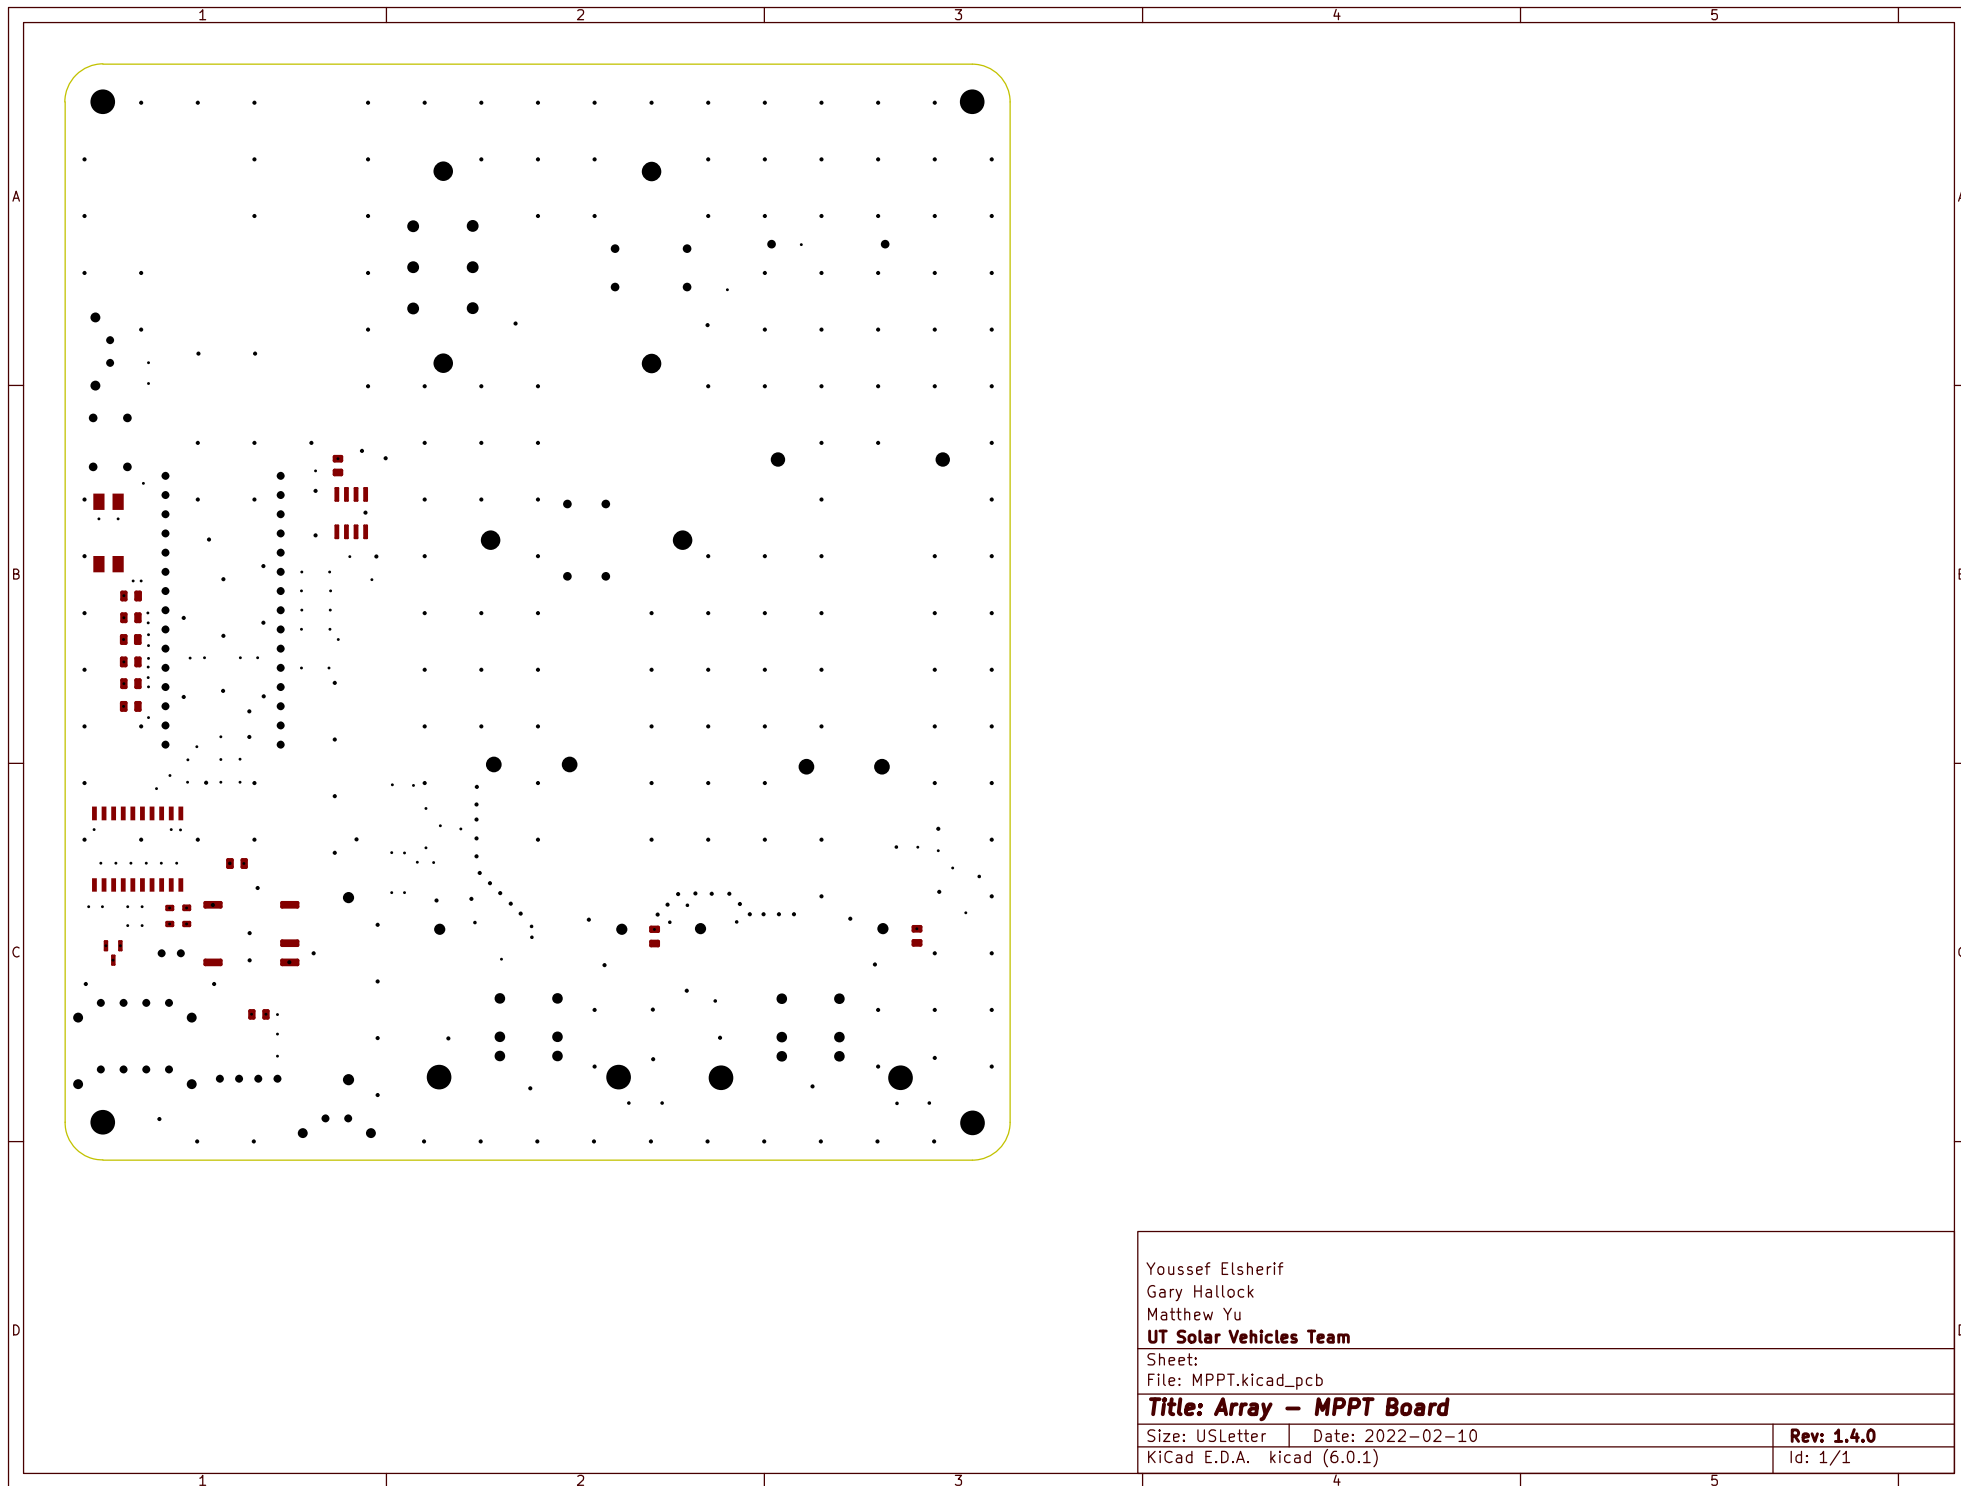 1 2 3 4 5
A A
B B
C C
D D
Youssef Elsherif
Gary Hallock
Matthew Yu
UT Solar Vehicles Team
Sheet:
File: MPPT.kicad_pcb
Title: Array – MPPT Board
Size: USLetter Date: 2022-02-10 Rev: 1.4.0
KiCad E.D.A. kicad (6.0.1) Id: 1/1
1 2 3 4 5